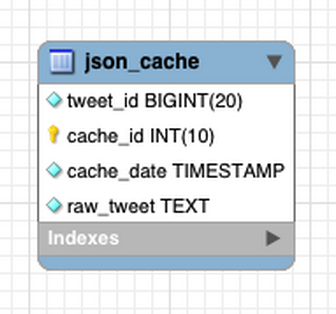 json_cache
tweet_id BIGINT(20)
cache_id INT(10)
cache_date TIMESTAMP
raw_tweet TEXT
Indexes